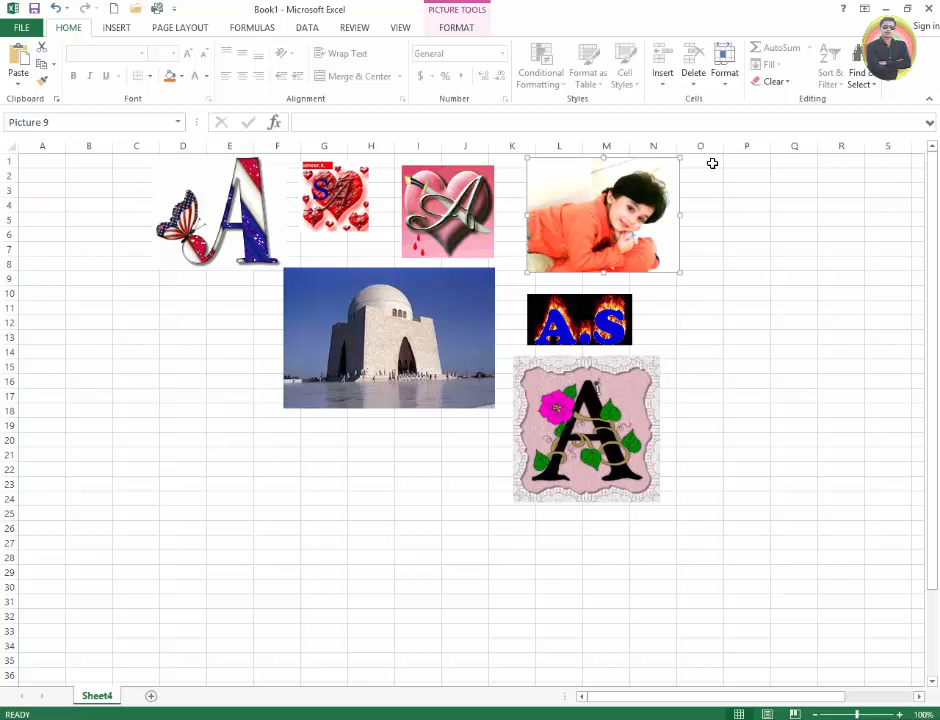 Book1 - Microsoft Excel
PICTURE TOOLS
? Sign in
FILE HOME INSERT PAGE LAYOUT FORMULAS DATA REVIEW VIEW FORMAT
Paste
B I U A
Wrap Text
Merge & Center
General
$ %
Conditional Formatting
Format as Table
Cell Styles
Insert Delete Format
AutoSum
Fill
Clear
Sort & Filter
Select
Clipboard Font Alignment Number Styles Cells Editing
Picture 9 fx
A B C D E F G H I J K L M N O P Q R S
1
2
3
4
5
6
7
8
9
10
11
12
13
14
15
16
17
18
19
20
21
22
23
24
25
26
27
28
29
30
31
32
33
34
35
36
A
S
A
A.S
A
Sheet4
READY 100%